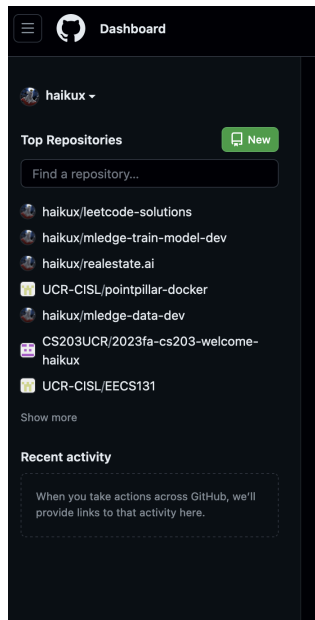 Dashboard
haikux
Top Repositories
New
Find a repository...
haikux/leetcode-solutions
haikux/mledge-train-model-dev
haikux/realestate.ai
UCR-CISL/pointpillar-docker
haikux/mledge-data-dev
CS203UCR/2023fa-cs203-welcome-
haikux
UCR-CISL/EECS131
Show more
Recent activity
When you take actions across GitHub, we'll
provide links to that activity here.